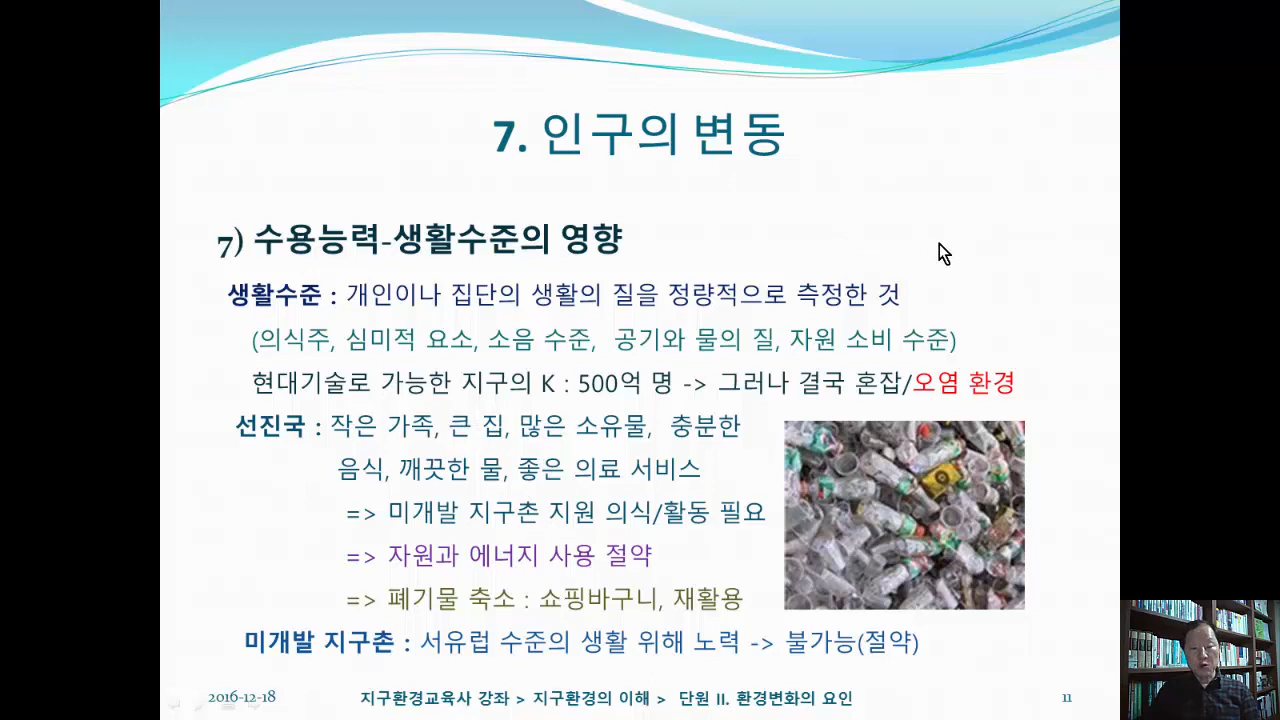 7. 인구의 변동
7) 수용능력-생활수준의 영향
생활수준 : 개인이나 집단의 생활의 질을 정량적으로 측정한 것
(의식주, 심미적 요소, 소음 수준, 공기와 물의 질, 자원 소비 수준)
현대기술로 가능한 지구의 K : 500억 명 -> 그러나 결국 혼잡/오염 환경
선진국 : 작은 가족, 큰 집, 많은 소유물, 충분한
음식, 깨끗한 물, 좋은 의료 서비스
=> 미개발 지구촌 지원 의식/활동 필요
=> 자원과 에너지 사용 절약
=> 폐기물 축소 : 쇼핑바구니, 재활용
미개발 지구촌 : 서유럽 수준의 생활 위해 노력 -> 불가능(절약)
2016-12-18 지구환경교육사 강좌 > 지구환경의 이해 > 단원 II. 환경변화의 요인 11